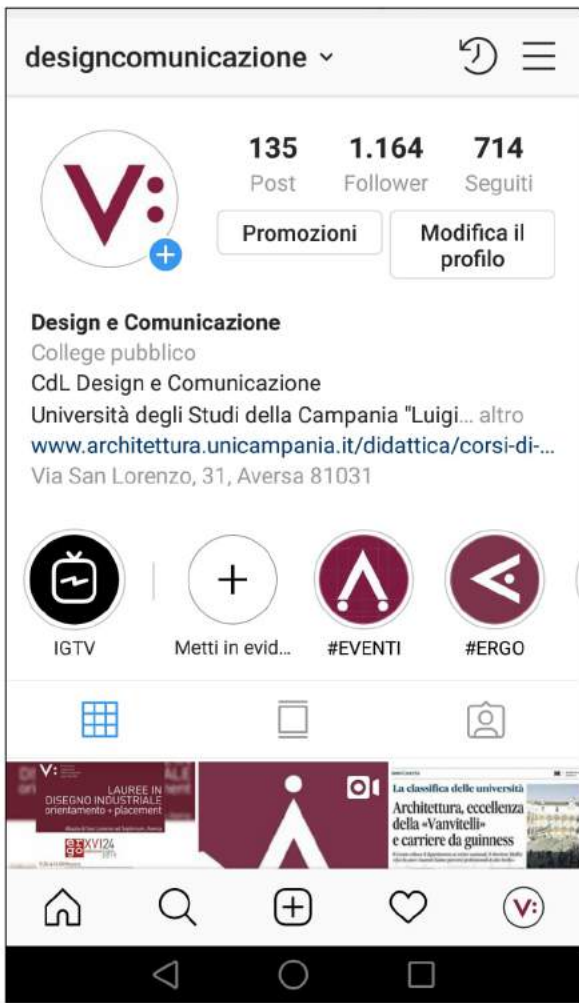 designcomunicazione
135 1.164 714
Post Follower Seguiti
Promozioni
Modifica il
profilo
V:
Design e Comunicazione
College pubblico
CdL Design e Comunicazione
Università degli Studi della Campania "Luigi... altro
www.architettura.unicampania.it/didattica/corsi-di-...
Via San Lorenzo, 31, Aversa 81031
IGTV
Metti in evid...
#EVENTI
#ERGO
V:
LAUREE IN
DISEGNO INDUSTRIALE
orientamento + placement
ergo XVI24
La classifica delle università
Architettura, eccellenza
della «Vanvitelli»
e carriere da guinness
V: